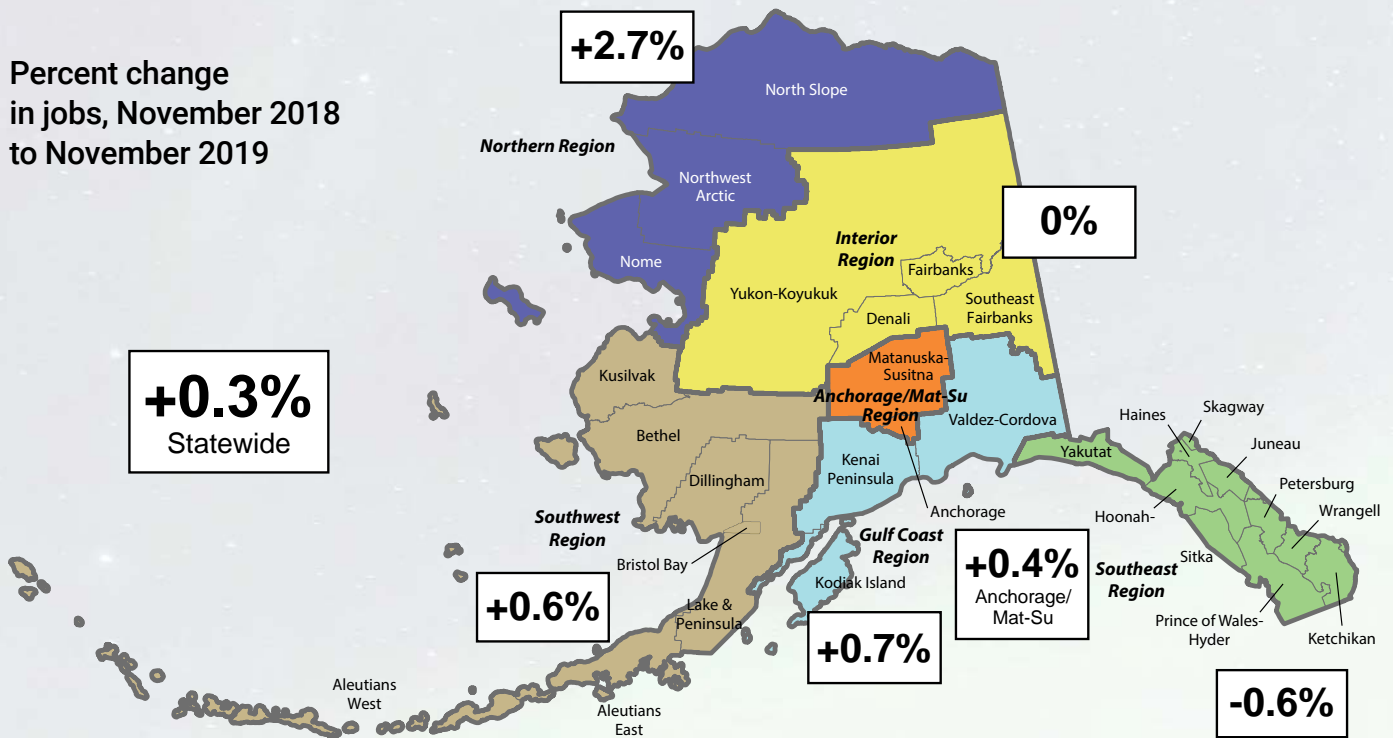 Percent change
in jobs, November 2018
to November 2019
+2.7%
North Slope
Northern Region
Northwest
Arctic
Nome
0%
Interior
Region
Fairbanks
Yukon-Koyukuk
Southeast
Fairbanks
Denali
+0.3%
Statewide
Kusilvak
Matanuska-
Susitna
Anchorage/Mat-Su
Region
Bethel
Valdez-Cordova
Haines
Skagway
Juneau
Yakutat
Petersburg
Hoonah-
Wrangell
Dillingham
Kenai
Peninsula
Anchorage
Southwest
Region
Bristol Bay
Gulf Coast
Region
Kodiak Island
+0.4%
Anchorage/
Mat-Su
Southeast
Region
Sitka
+0.6%
Lake &
Peninsula
+0.7%
Prince of Wales-
Hyder
Ketchikan
Aleutians
West
Aleutians
East
-0.6%